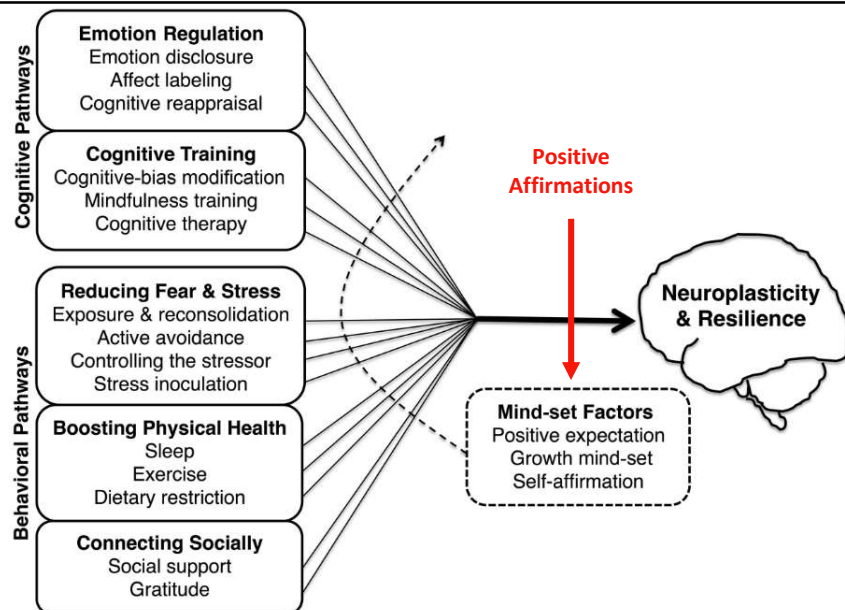 Cognitive Pathways
Emotion Regulation
Emotion disclosure
Affect labeling
Cognitive reappraisal
Cognitive Training
Cognitive-bias modification
Mindfulness training
Cognitive therapy
Behavioral Pathways
Reducing Fear & Stress
Exposure & reconsolidation
Active avoidance
Controlling the stressor
Stress inoculation
Boosting Physical Health
Sleep
Exercise
Dietary restriction
Connecting Socially
Social support
Gratitude
Positive
Affirmations
Mind-set Factors
Positive expectation
Growth mind-set
Self-affirmation
Neuroplasticity
& Resilience